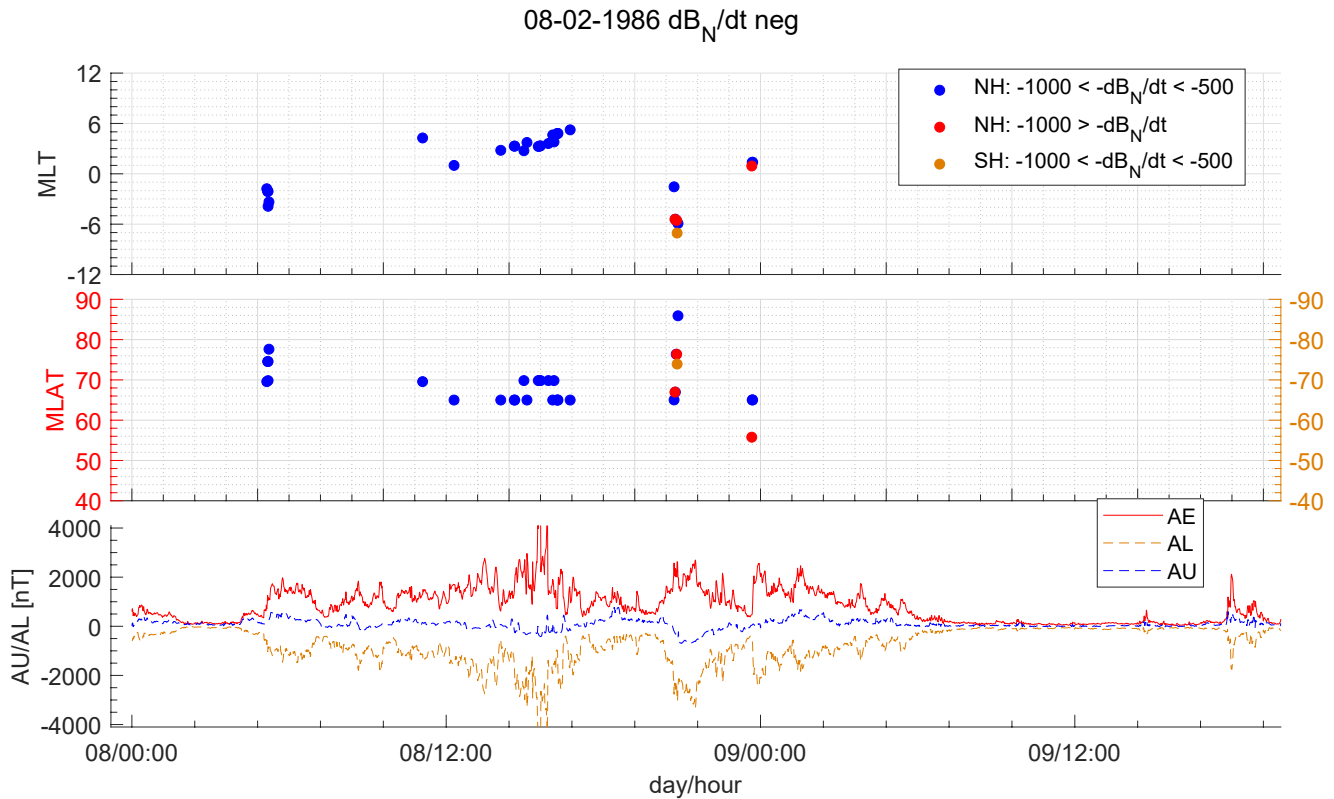 08-02-1986 dB_N/dt neg
NH: -1000 < -dB_N/dt < -500
NH: -1000 > -dB_N/dt
SH: -1000 < -dB_N/dt < -500
MLT
12
6
0
-6
-12
MLAT
90
80
70
60
50
40
-90
-80
-70
-60
-50
-40
AE
AL
AU
AU/AL [nT]
4000
2000
0
-2000
-4000
08/00:00 08/12:00 09/00:00 09/12:00
day/hour